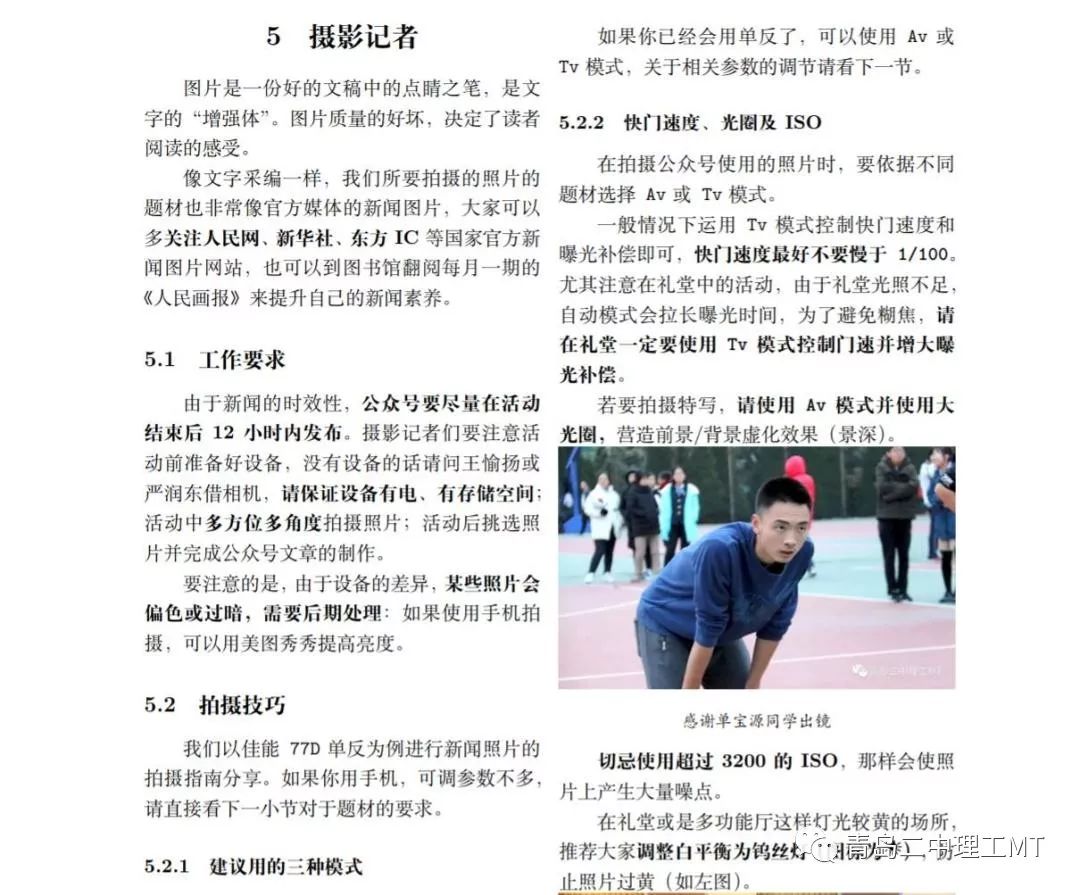 5 摄影记者
图片是一份好的文稿中的点睛之笔，是文
字的“增强体”。图片质量的好坏，决定了读者
阅读的感受。
像文字采编一样，我们所要拍摄的照片的
题材也非常像官方媒体的新闻图片，大家可以
多关注人民网、新华社、东方 IC 等国家官方新
闻图片网站，也可以到图书馆翻阅每月一期的
《人民画报》来提升自己的新闻素养。
5.1 工作要求
由于新闻的时效性，公众号要尽量在活动
结束后 12 小时内发布。摄影记者们要注意活
动前准备好设备，没有设备的话请问王偷扬或
严润东借相机，请保证设备有电、有存储空间；
活动中多方位多角度拍摄照片；活动后挑选照
片并完成公众号文章的制作。
要注意的是，由于设备的差异，某些照片会
偏色或过暗，需要后期处理：如果使用手机拍
摄，可以用美图秀秀提高亮度。
5.2 拍摄技巧
我们以佳能 77D 单反为例进行新闻照片的
拍摄指南分享。如果你用手机，可调参数不多，
请直接看下一小节对于题材的要求。
5.2.1 建议用的三种模式
如果你已经会用单反了，可以使用 Av 或
Tv 模式，关于相关参数的调节请看下一节。
5.2.2 快门速度、光圈及 ISO
在拍摄公众号使用的照片时，要依据不同
题材选择 Av 或 Tv 模式。
一般情况下运用 Tv 模式控制快门速度和
曝光补偿即可，快门速度最好不要慢于 1/100。
尤其注意在礼堂中的活动，由于礼堂光照不足，
自动模式会拉长曝光时间，为了避免糊焦，请
在礼堂一定要使用 Tv 模式控制门速并增大曝
光补偿。
若要拍摄特写，请使用 Av 模式并使用大
光圈，营造前景/背景虚化效果（景深）。
青岛二中理工MT
感谢单宝源同学出镜
切忌使用超过 3200 的 ISO，那样会使照
片上产生大量噪点。
在礼堂或是多功能厅这样灯光较黄的场所，
推荐大家调整白平衡为钨丝灯
止照片过黄（如左图）。
青岛二中理工MT